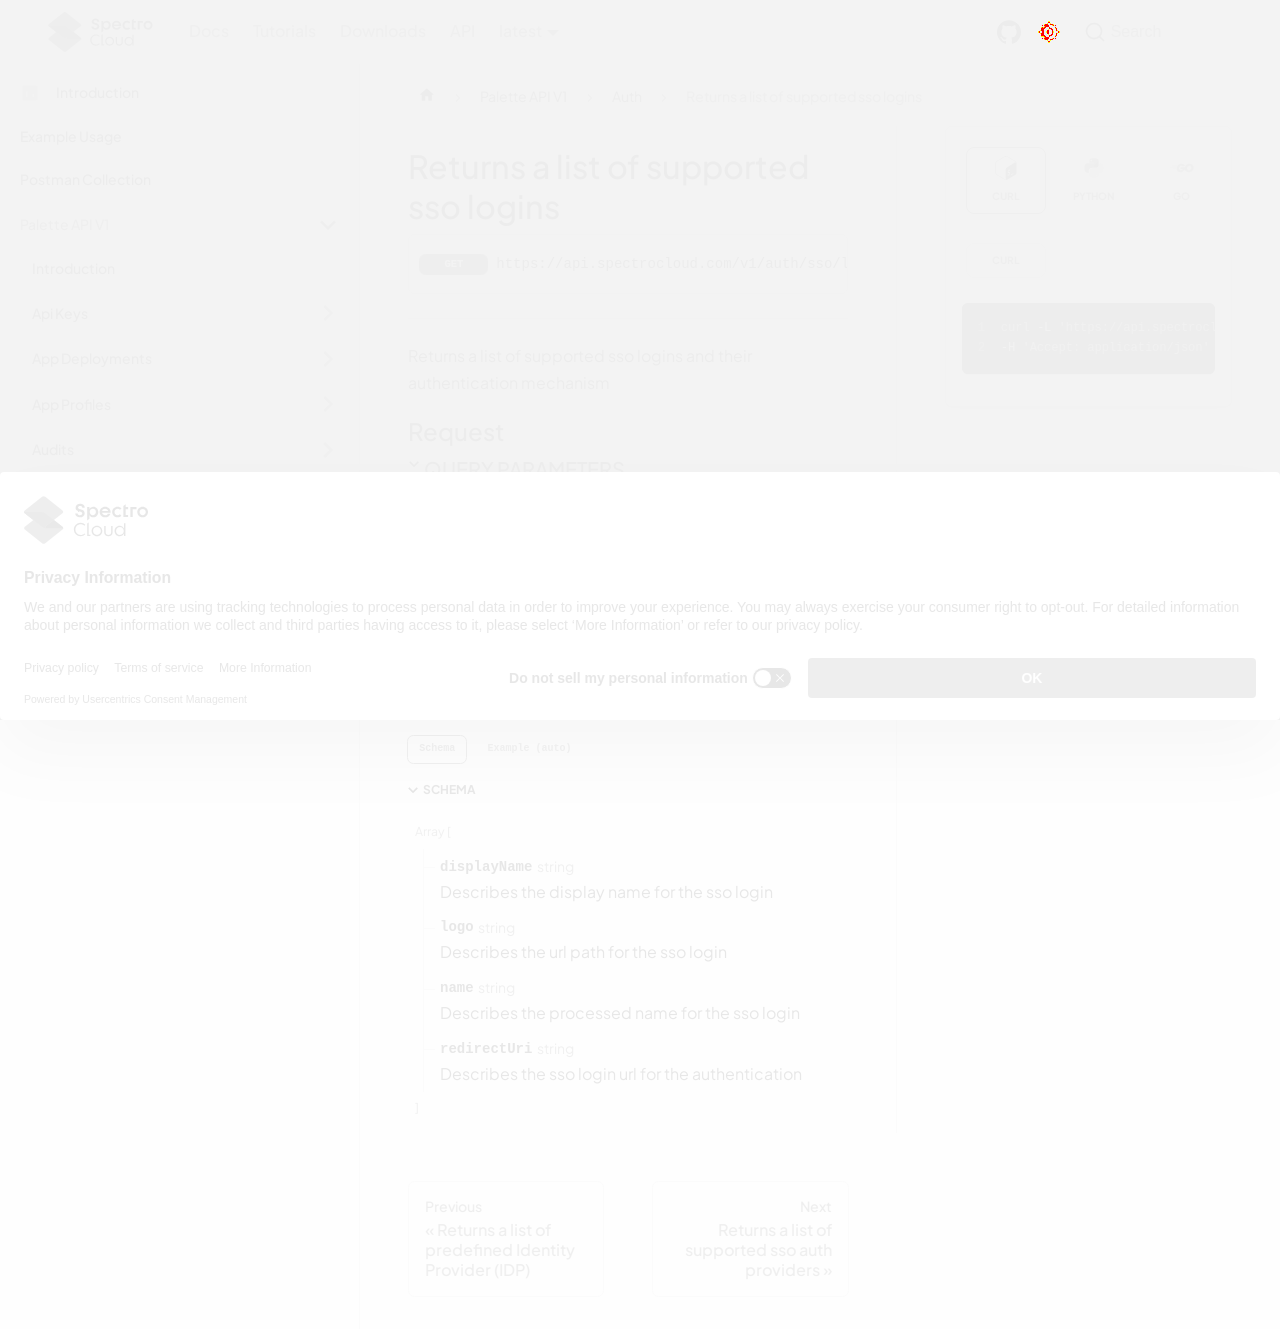 Spectro Cloud
Docs Tutorials Downloads API latest
Search
Introduction
Example Usage
Postman Collection
Palette API V1
Introduction
Api Keys
App Deployments
App Profiles
Audits
Palette API V1
Auth
Returns a list of supported sso logins
Returns a list of supported
sso logins
GET
Returns a list of supported sso logins and their
authentication mechanism
Request
QUERY PARAMETERS
CURL
PYTHON
GO
CURL
Spectro
Cloud
Privacy Information
We and our partners are using tracking technologies to process personal data in order to improve your experience. You may always exercise your consumer right to opt-out. For detailed information
about personal information we collect and third parties having access to it, please select ‘More Information’ or refer to our privacy policy.
Privacy policy Terms of service More Information
Powered by Usercentrics Consent Management
Do not sell my personal information
OK
Schema Example (auto)
SCHEMA
Array [
displayName string
Describes the display name for the sso login
logo string
Describes the url path for the sso login
name string
Describes the processed name for the sso login
redirectUri string
Describes the sso login url for the authentication
]
Previous
« Returns a list of
predefined Identity
Provider (IDP)
Next
Returns a list of
supported sso auth
providers »